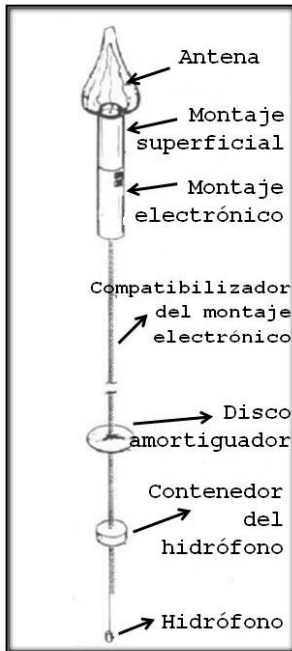 Antena
Montaje
superficial
Montaje
electrónico
Compatibilizador
del montaje
electrónico
Disco
amortiguador
Contenedor
del
hidrófono
Hidrófono